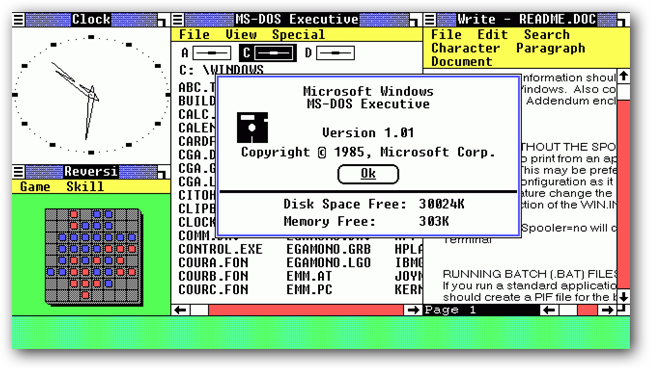 Clock
Reversi
Game Skill
MS-DOS Executive
File View Special
A C D
C: \WINDOWS
ABC.T
BUILD
CALC.
CALEN
CARDF
CGA.D
CGA.G
CGA.L
CITOH
CLIPB
CLOCK
COMM.
CONTROL.EXE EGAMONO.GRB HPLA
COURA.FON EGAMONO.LGO IBMG
COURB.FON EMM.AT JOYM
COURC.FON EMM.PC KERN
Microsoft Windows
MS-DOS Executive
Version 1.01
Copyright © 1985, Microsoft Corp.
Ok
Disk Space Free: 30024K
Memory Free: 303K
Write - README.DOC
File Edit Search
Character Paragraph
Document
nformation shoul
indows. Also co
Addendum encl
THOUT THE SPO
o print from an ap
This may be prefe
onfiguration as it
ature change the
ction of the WIN.IN
Spooler=no will d
Terminal
RUNNING BATCH (.BAT) FILES
If you run a standard application
should create a PIF file for the b
Page 1